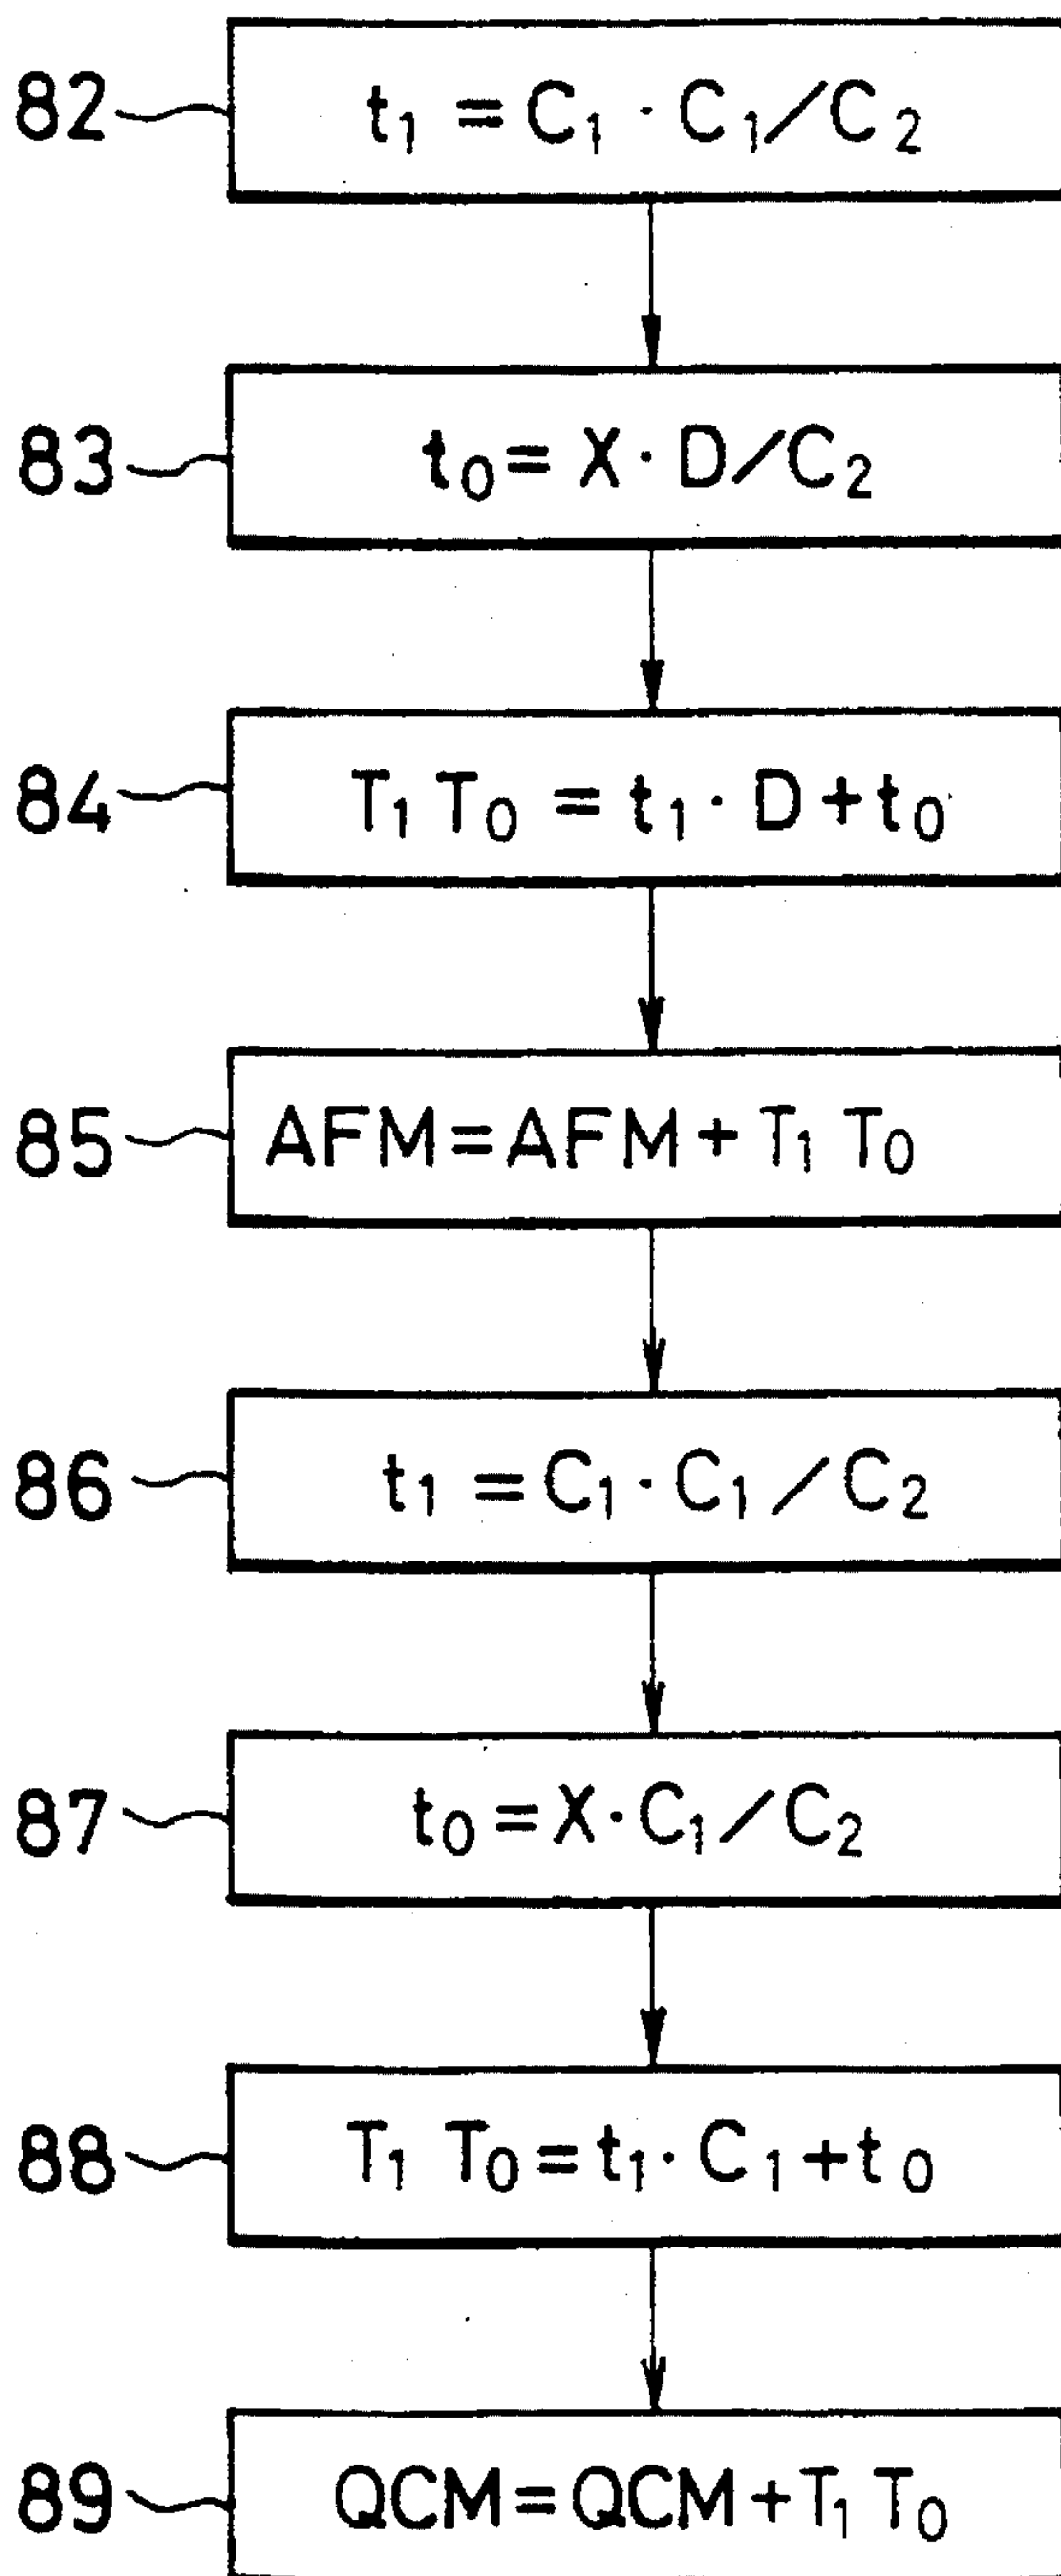 82 t₁ = C₁ · C₁/C₂
83 t₀ = X · D/C₂
84 T₁ T₀ = t₁ · D + t₀
85 AFM = AFM + T₁ T₀
86 t₁ = C₁ · C₁/C₂
87 t₀ = X · C₁/C₂
88 T₁ T₀ = t₁ · C₁ + t₀
89 QCM = QCM + T₁ T₀